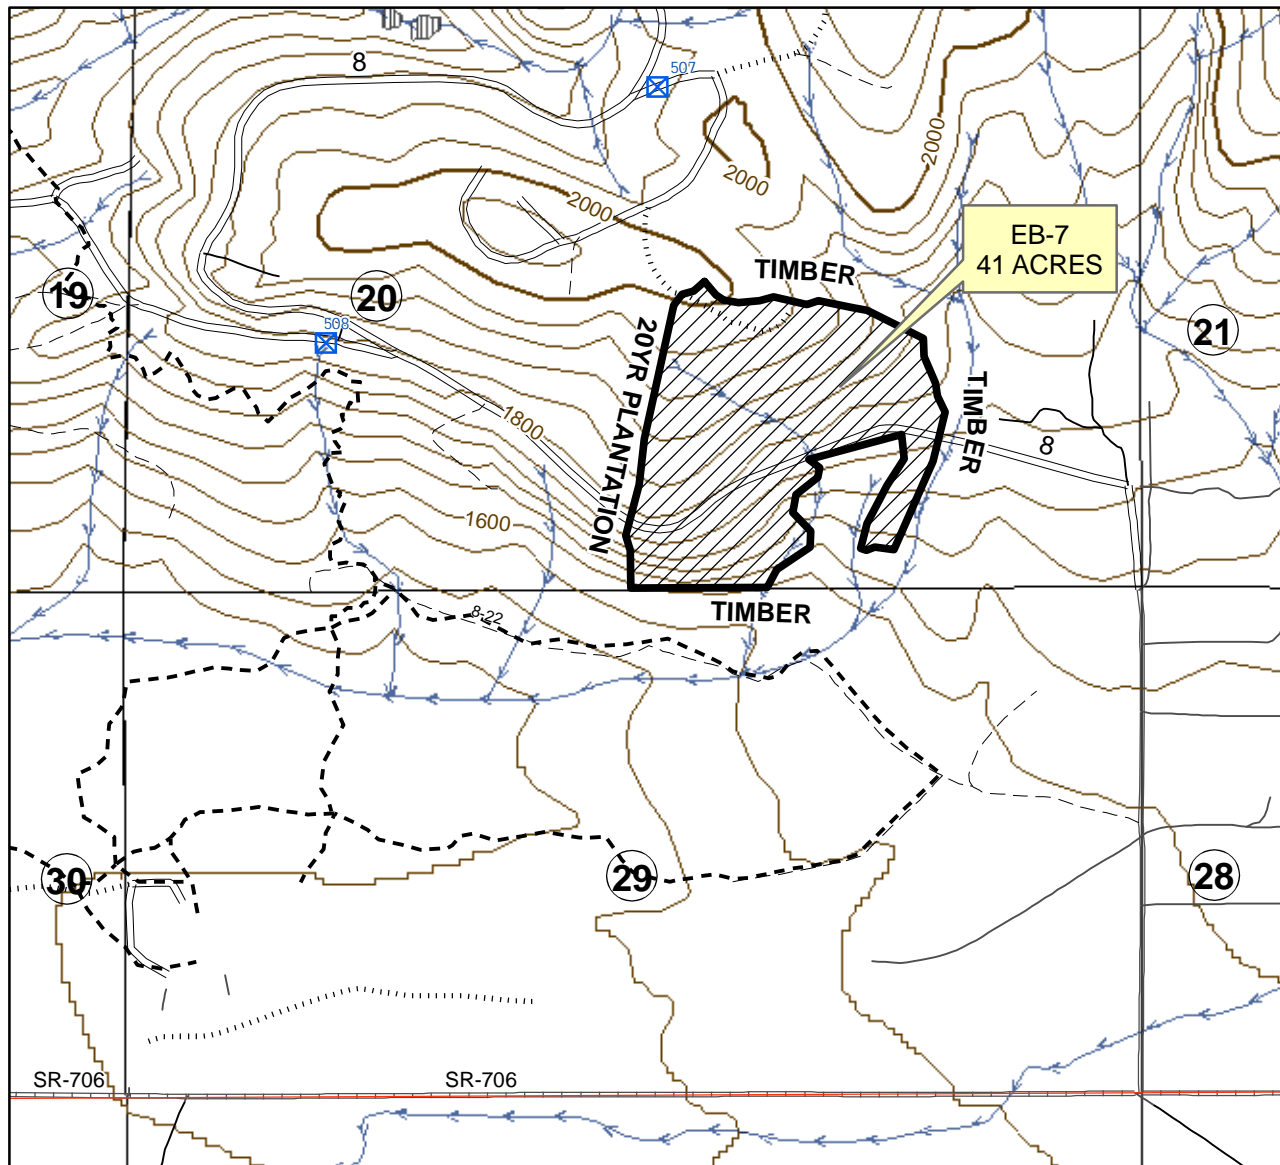 8
507
2000
2000
2000
EB-7
41 ACRES
TIMBER
19
20
508
21
20YR PLANTATION
TIMBER
1800
8
1600
8-22
TIMBER
30
29
28
SR-706
SR-706